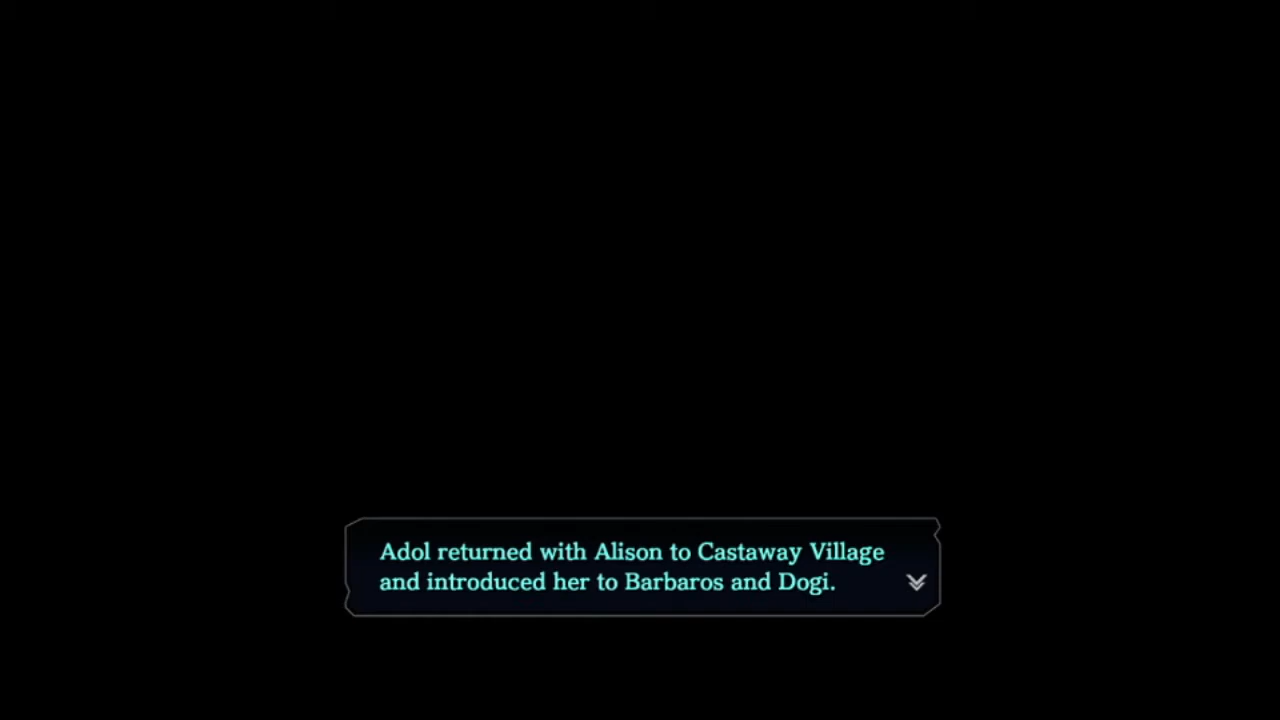 Adol returned with Alison to Castaway Village
and introduced her to Barbaros and Dogi.